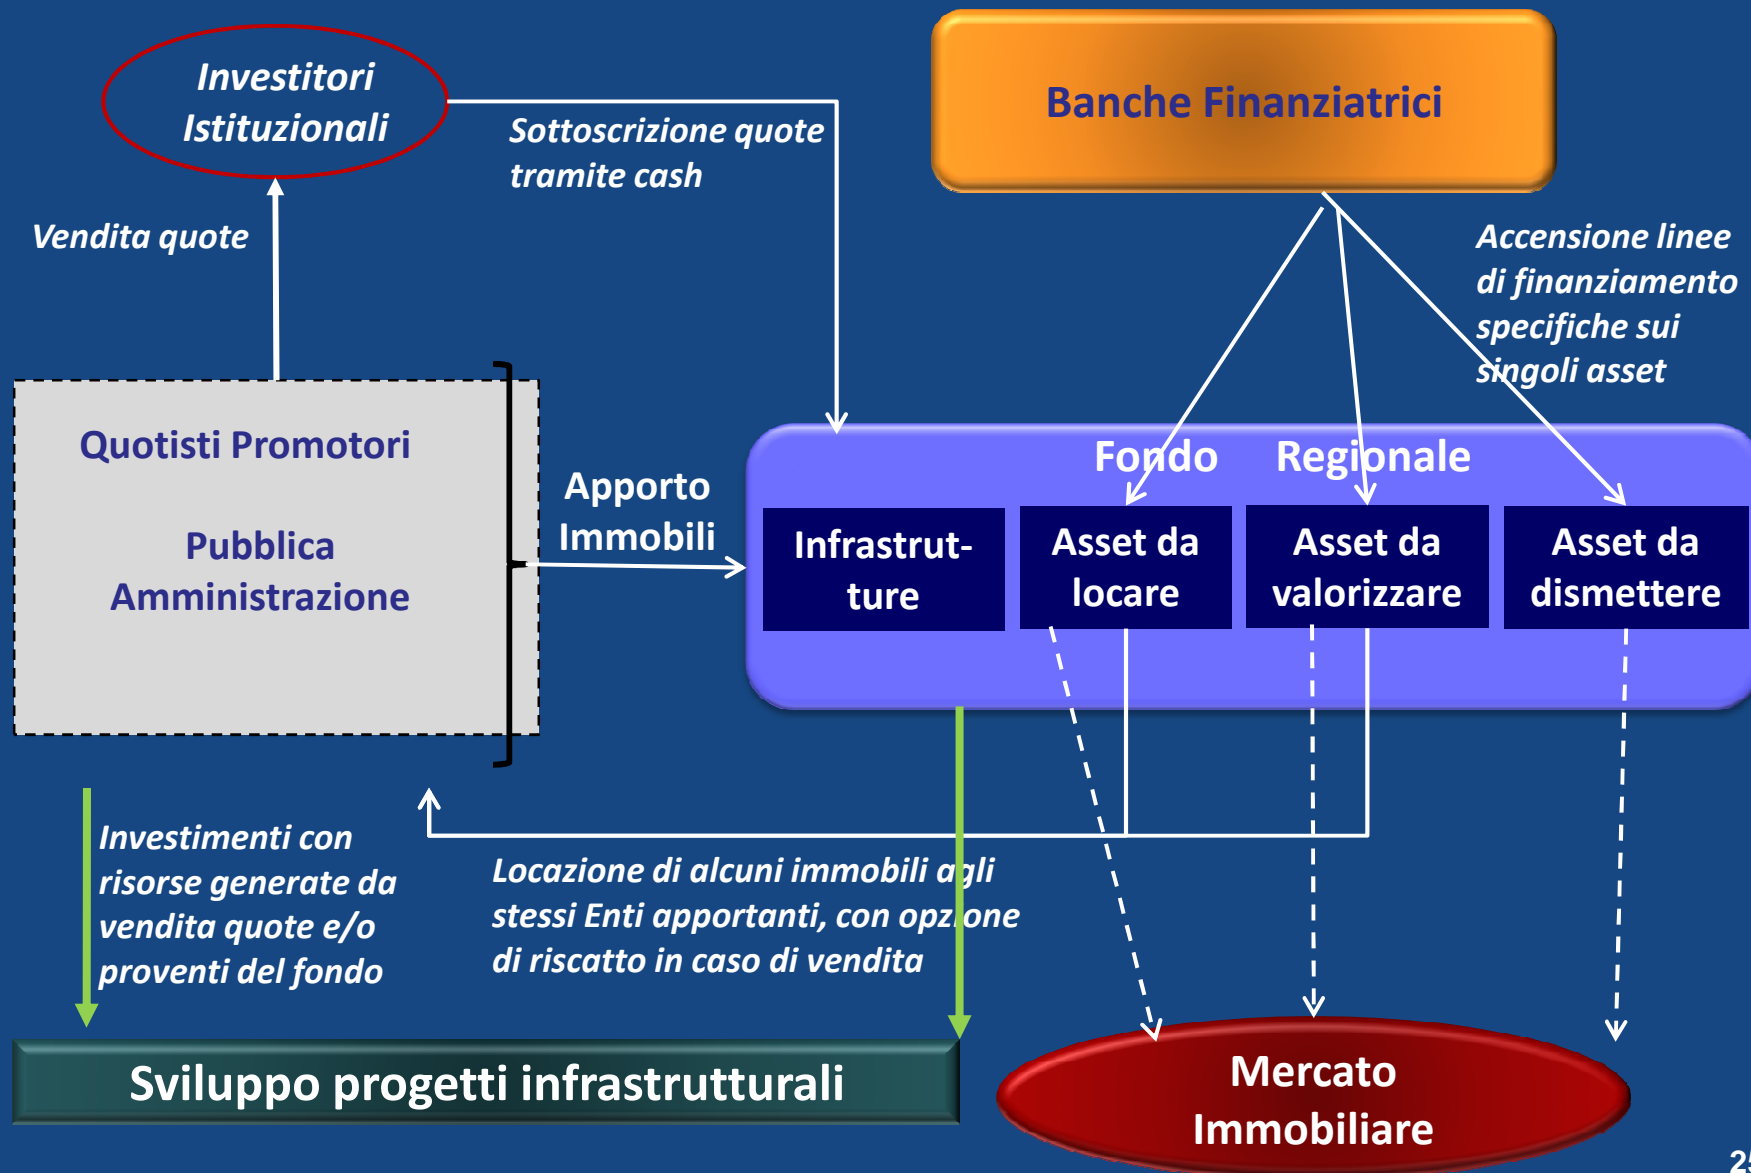 Investitori
Istituzionali
Banche Finanziatrici
Sottoscrizione quote
tramite cash
Vendita quote
Accensione linee
di finanziamento
specifiche sui
singoli asset
Quotisti Promotori
Pubblica
Amministrazione
Apporto
Immobili
Fondo Regionale
Infrastrut-
ture
Asset da
locare
Asset da
valorizzare
Asset da
dismettere
Investimenti con
risorse generate da
vendita quote e/o
proventi del fondo
Locazione di alcuni immobili agli
stessi Enti apportanti, con opzione
di riscatto in caso di vendita
Sviluppo progetti infrastrutturali
Mercato
Immobiliare